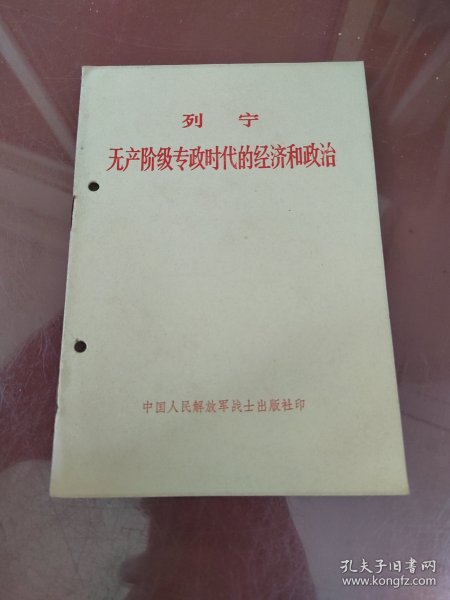 列宁
无产阶级专政时代的经济和政治
中国人民解放军战士出版社印
孔夫子旧书网
www.kongfz.com